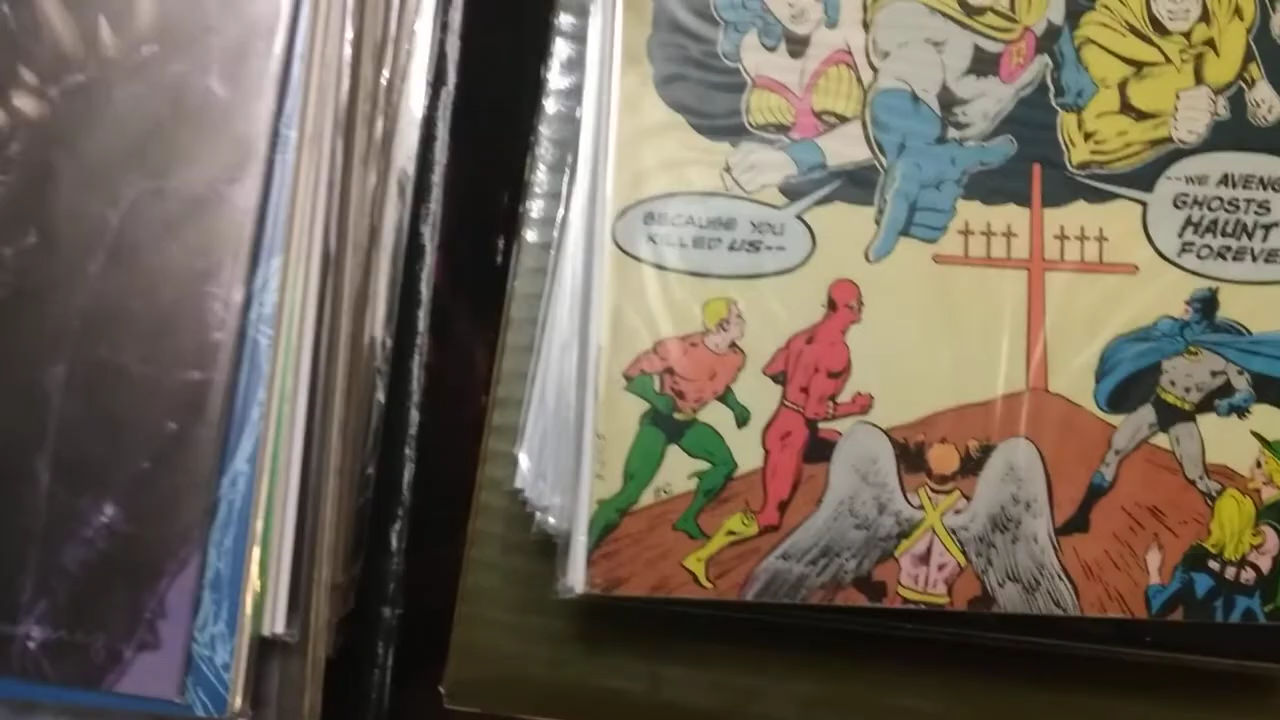 BECAUSE YOU
KILLED US--
--WE AVENG
GHOSTS
HAUNT
FOREVE